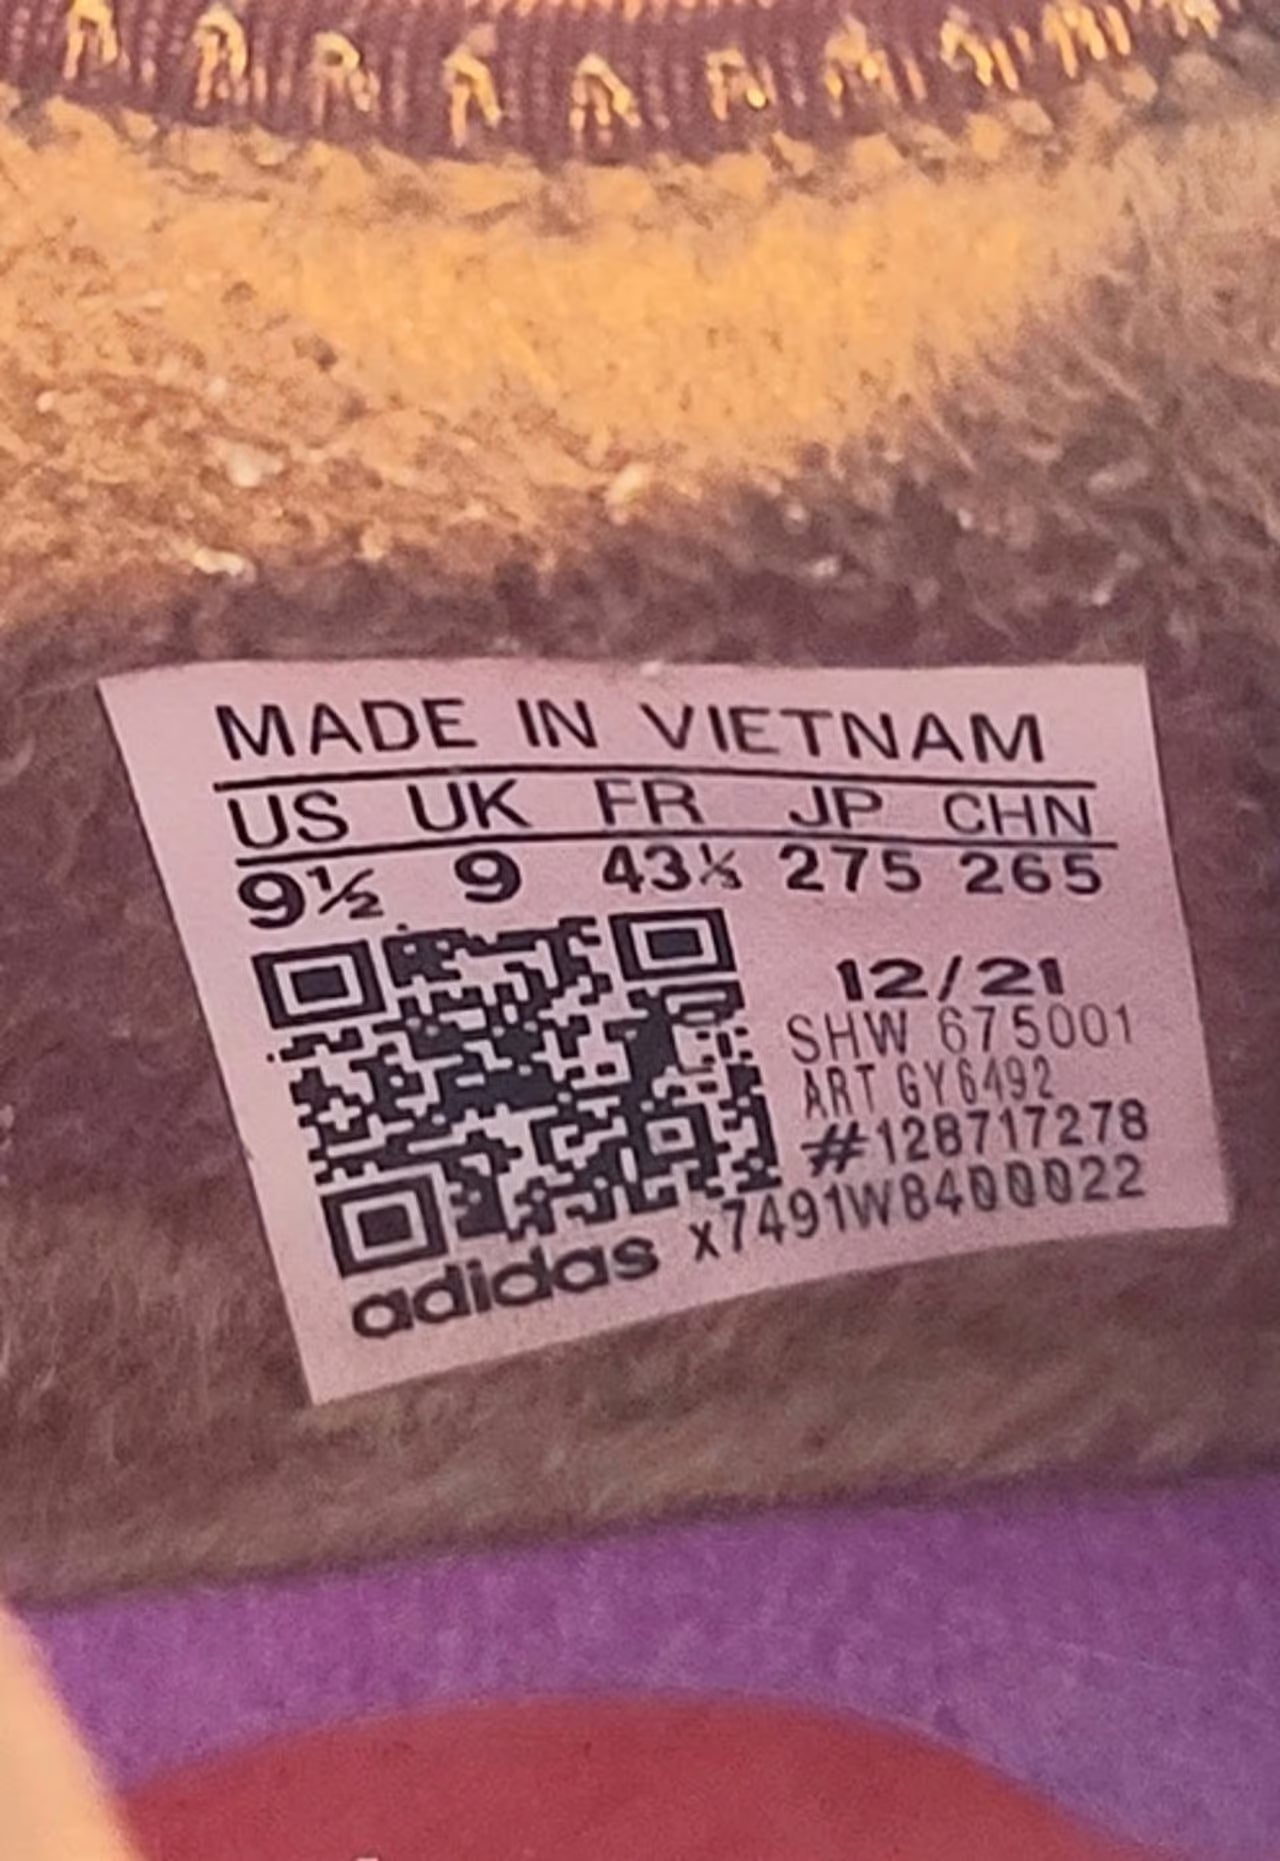 MADE IN VIETNAM
US UK FR JP CHN
9½ 9 43⅓ 275 265
12/21
SHW 675001
ART GY6492
#128717278
adidas x7491W8400022